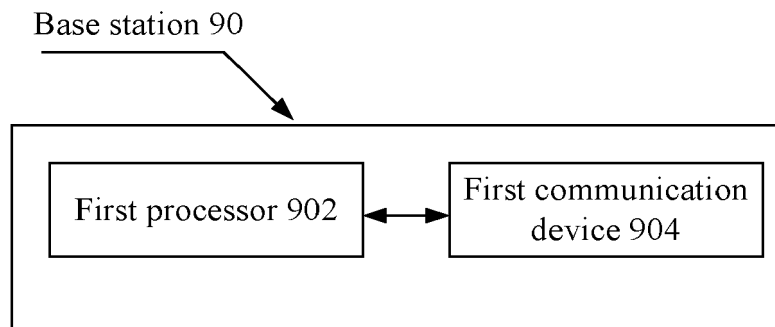 Base station 90
First processor 902
First communication
device 904